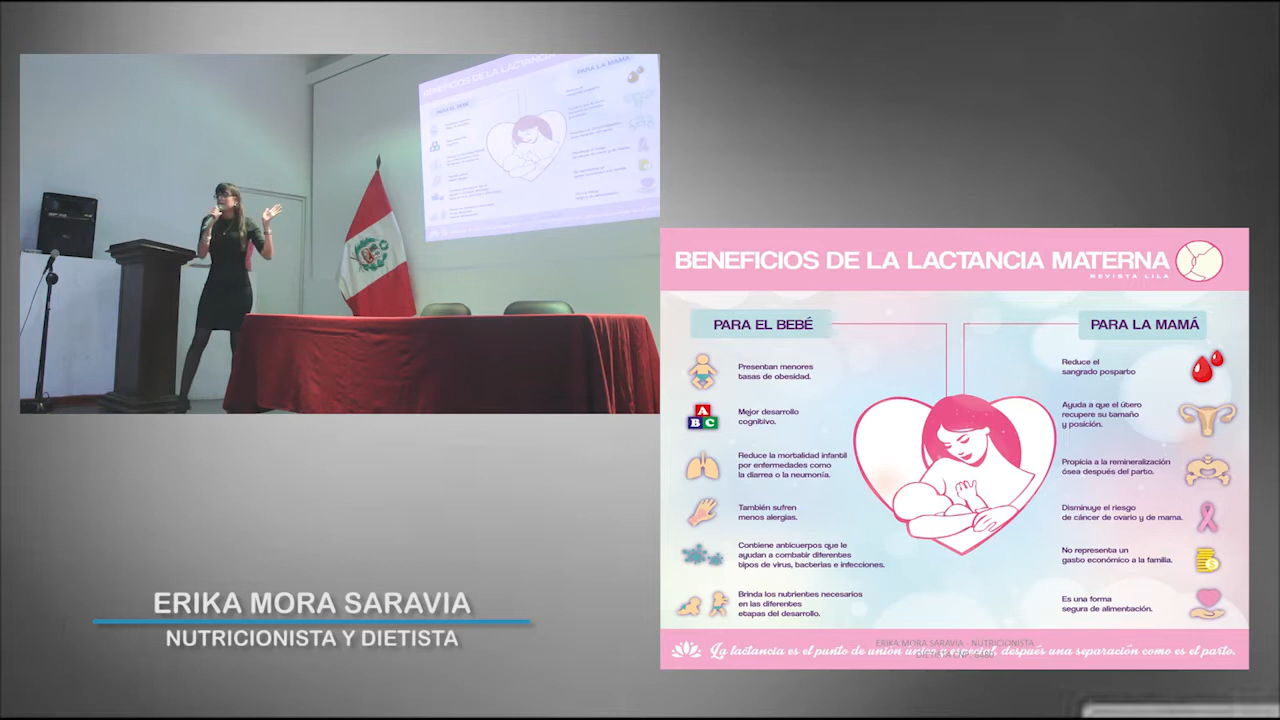 BENEFICIOS DE LA LACTANCIA
PARA EL BEBÉ
PARA LA MAMÁ
BENEFICIOS DE LA LACTANCIA MATERNA
REVISTA LILA
PARA EL BEBÉ
Presentan menores
tasas de obesidad.
Mejor desarrollo
cognitivo.
Reduce la mortalidad infantil
por enfermedades como
la diarrea o la neumonía.
También sufren
menos alergias.
Contiene anticuerpos que le
ayudan a combatir diferentes
tipos de virus, bacterias e infecciones.
Brinda los nutrientes necesarios
en las diferentes
etapas del desarrollo.
PARA LA MAMÁ
Reduce el
sangrado posparto
Ayuda a que el útero
recupere su tamaño
y posición.
Propicia a la remineralización
ósea después del parto.
Disminuye el riesgo
de cáncer de ovario y de mama.
No representa un
gasto económico a la familia.
Es una forma
segura de alimentación.
A
B C
ERIKA MORA SARAVIA - NUTRICIONISTA
La lactancia es el punto de unión único y especial, después una separación como es el parto.
ERIKA MORA SARAVIA
NUTRICIONISTA Y DIETISTA